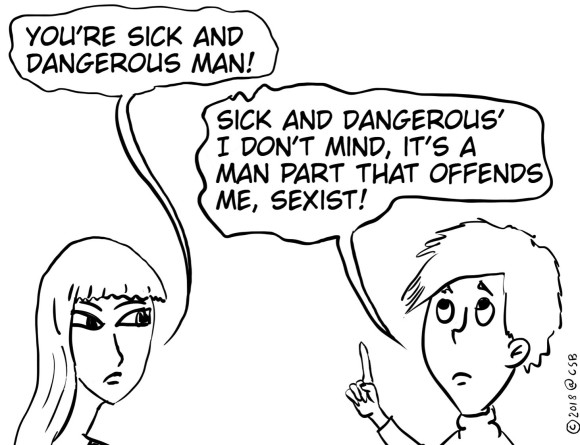 YOU'RE SICK AND
DANGEROUS MAN!
SICK AND DANGEROUS'
I DON'T MIND, IT'S A
MAN PART THAT OFFENDS
ME, SEXIST!
©2018 @ CSB